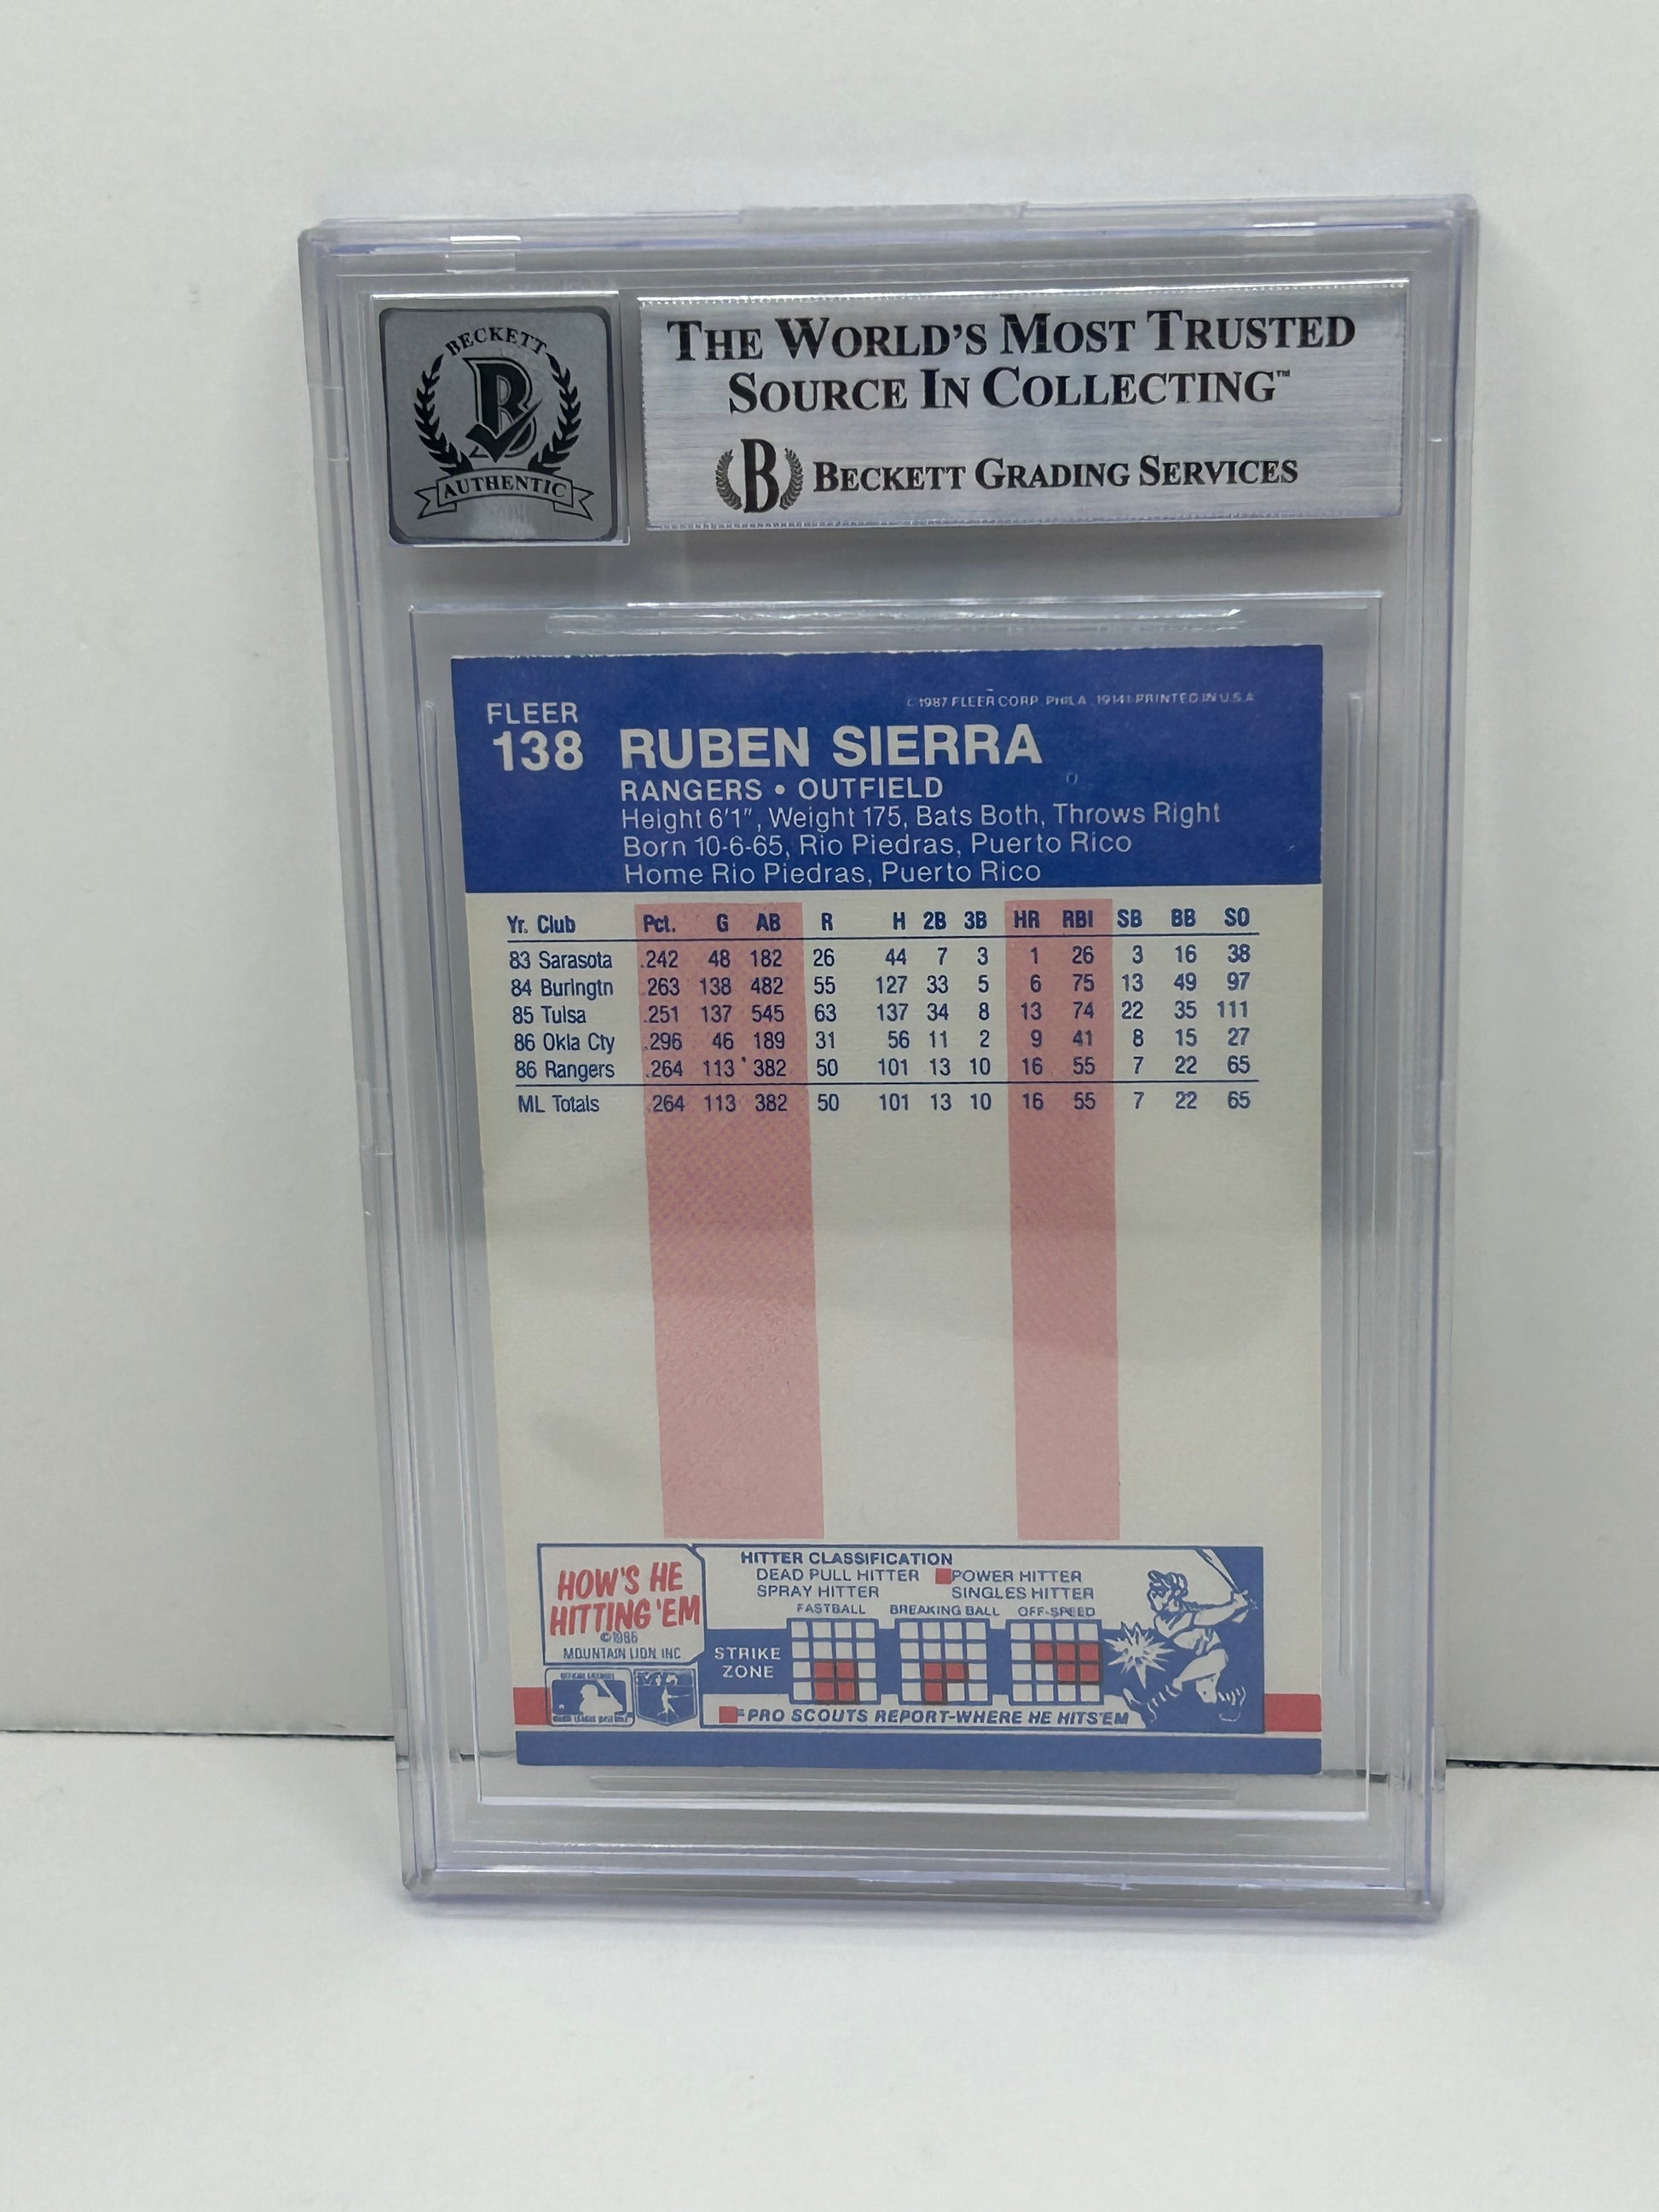 BECKETT
B
AUTHENTIC
THE WORLD'S MOST TRUSTED
SOURCE IN COLLECTING™
B BECKETT GRADING SERVICES
© 1987 FLEER CORP. PHILA. 19141 PRINTED IN U.S.A.
FLEER
138 RUBEN SIERRA
RANGERS • OUTFIELD
Height 6'1", Weight 175, Bats Both, Throws Right
Born 10-6-65, Rio Piedras, Puerto Rico
Home Rio Piedras, Puerto Rico
Yr. Club Pct. G AB R H 2B 3B HR RBI SB BB SO
83 Sarasota .242 48 182 26 44 7 3 1 26 3 16 38
84 Burlngtn .263 138 482 55 127 33 5 6 75 13 49 97
85 Tulsa .251 137 545 63 137 34 8 13 74 22 35 111
86 Okla Cty .296 46 189 31 56 11 2 9 41 8 15 27
86 Rangers .264 113 382 50 101 13 10 16 55 7 22 65
ML Totals .264 113 382 50 101 13 10 16 55 7 22 65
HOW'S HE
HITTING 'EM
©1986
MOUNTAIN LION INC
HITTER CLASSIFICATION
DEAD PULL HITTER POWER HITTER
SPRAY HITTER SINGLES HITTER
FASTBALL BREAKING BALL OFF-SPEED
STRIKE
ZONE
=PRO SCOUTS REPORT-WHERE HE HITS'EM